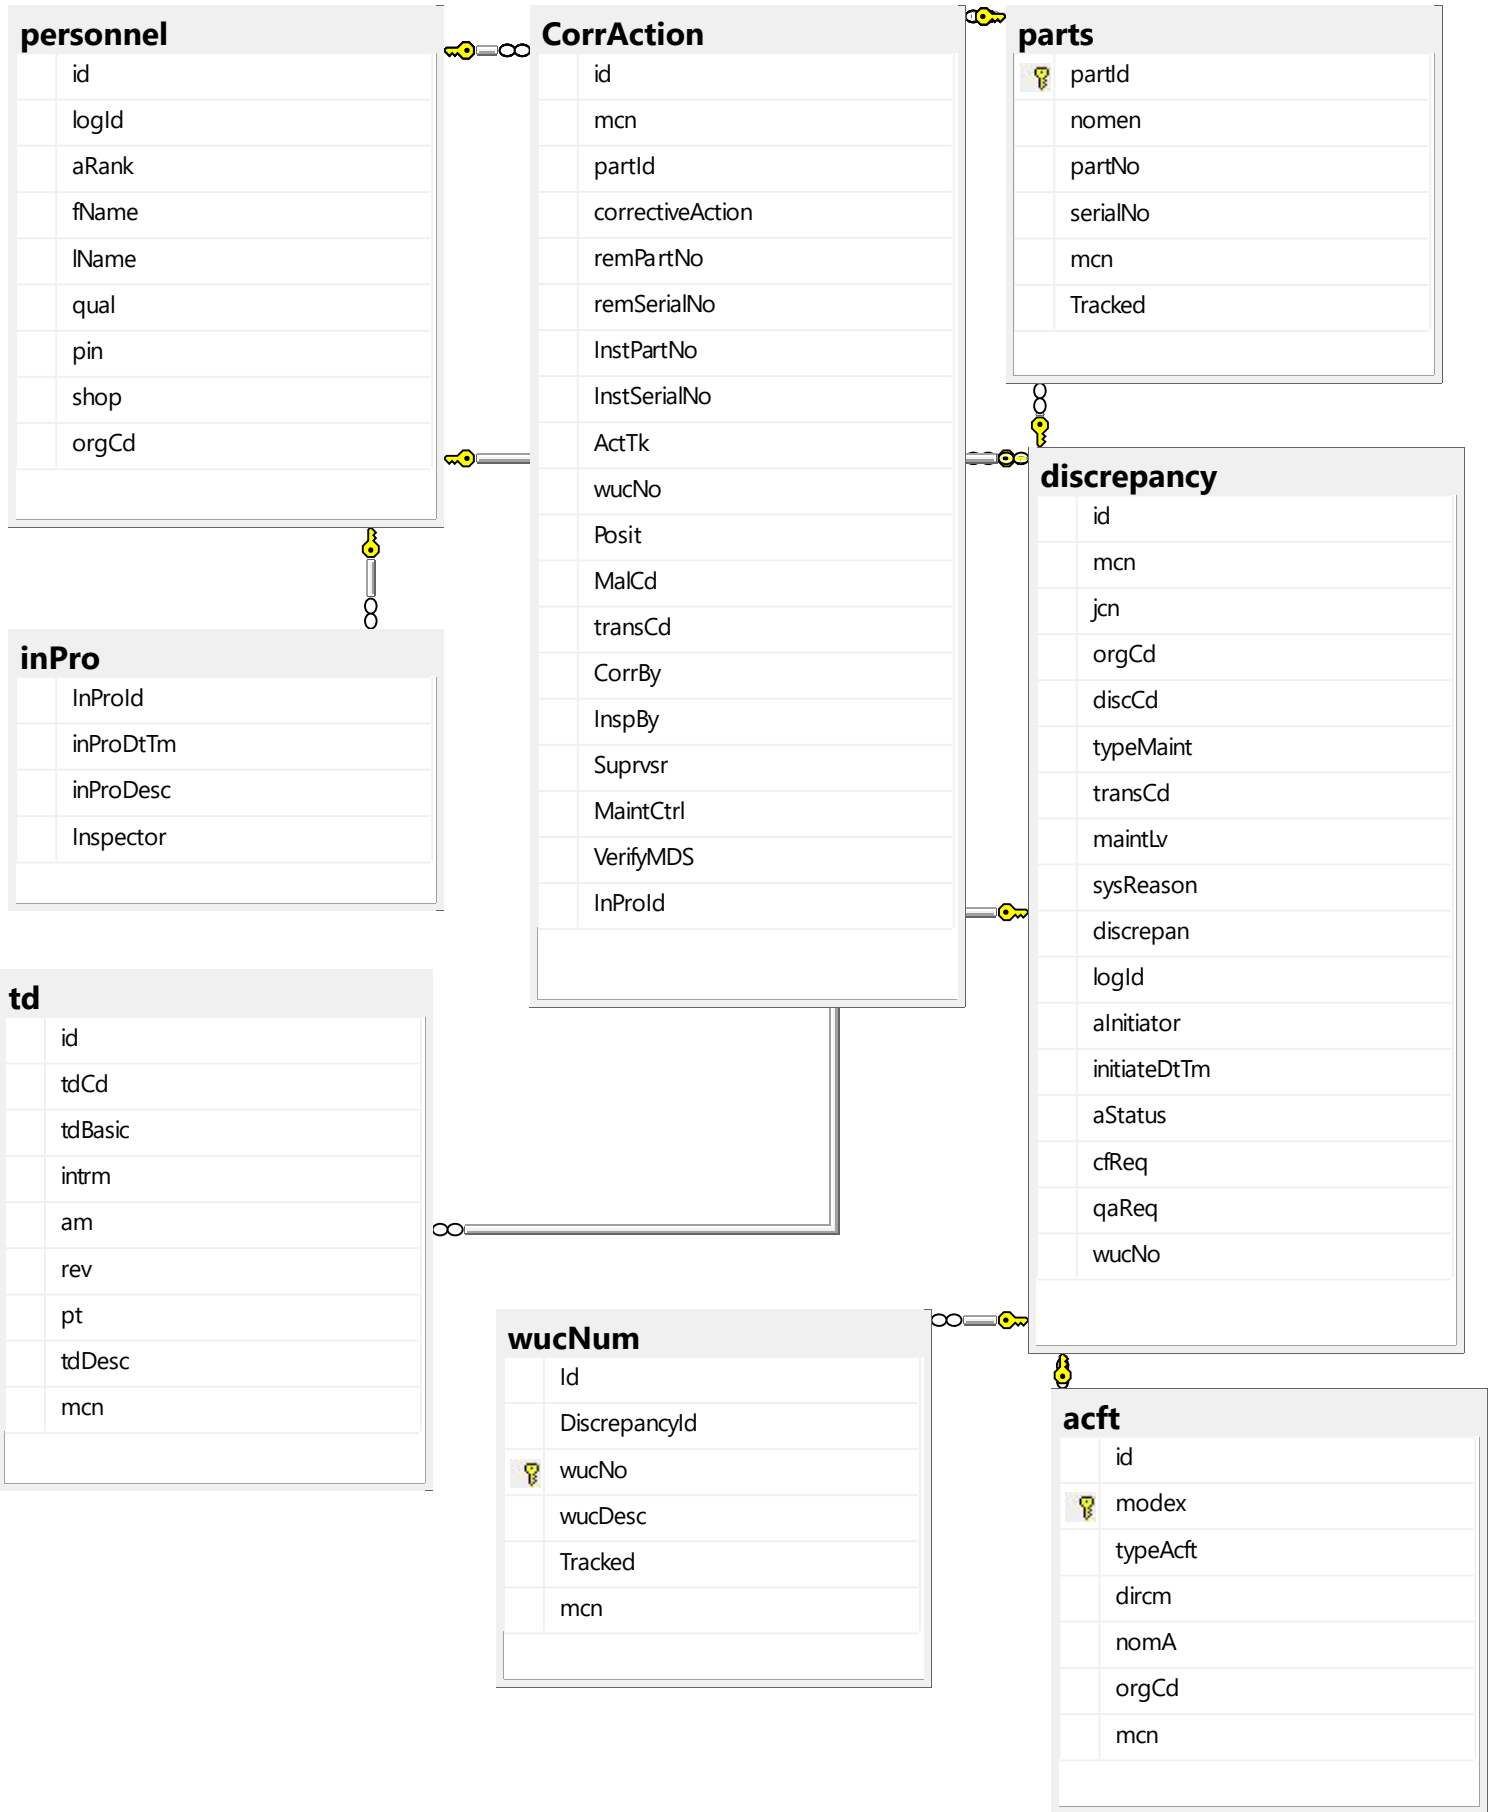 personnel
id
logId
aRank
fName
lName
qual
pin
shop
orgCd
CorrAction
id
mcn
partId
correctiveAction
remPartNo
remSerialNo
InstPartNo
InstSerialNo
ActTk
wucNo
Posit
MalCd
transCd
CorrBy
InspBy
Suprvsr
MaintCtrl
VerifyMDS
InProId
parts
partId
nomen
partNo
serialNo
mcn
Tracked
discrepancy
id
mcn
jcn
orgCd
discCd
typeMaint
transCd
maintLv
sysReason
discrepan
logId
aInitiator
initiateDtTm
aStatus
cfReq
qaReq
wucNo
inPro
InProId
inProDtTm
inProDesc
Inspector
td
id
tdCd
tdBasic
intrm
am
rev
pt
tdDesc
mcn
wucNum
Id
DiscrepancyId
wucNo
wucDesc
Tracked
mcn
acft
id
modex
typeAcft
dircm
nomA
orgCd
mcn